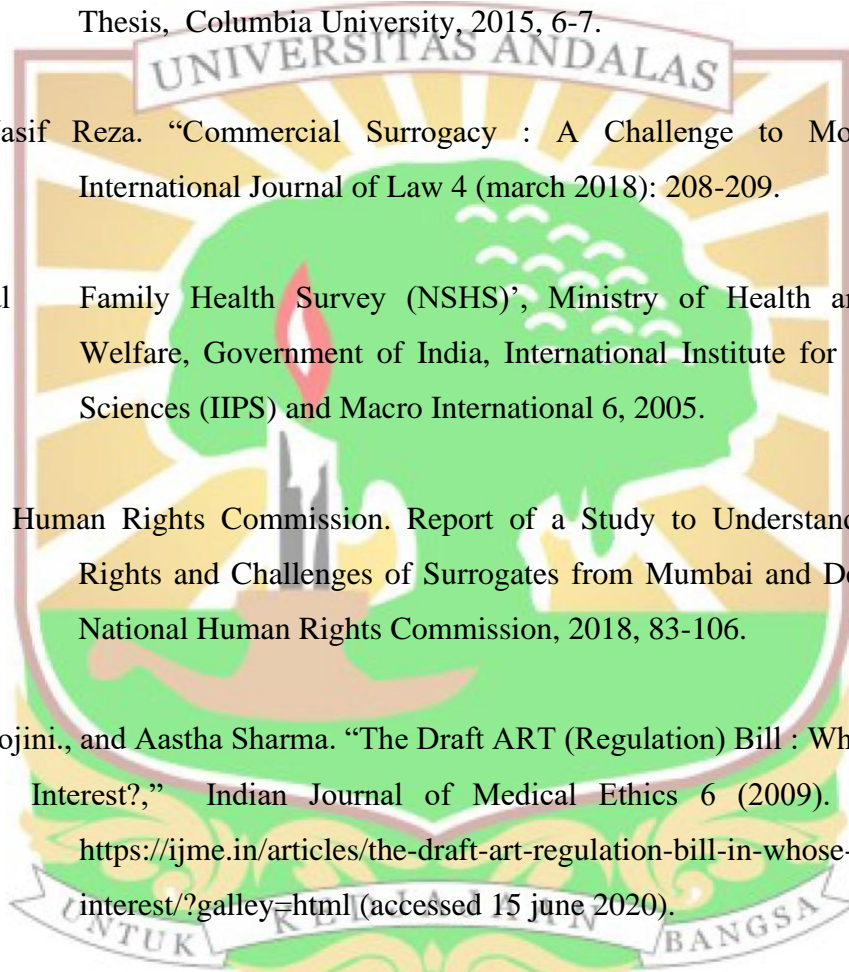 Thesis, Columbia University, 2015, 6-7.
UNIVERSITAS ANDALAS
asif Reza. “Commercial Surrogacy : A Challenge to Mo
International Journal of Law 4 (march 2018): 208-209.
al Family Health Survey (NSHS)’, Ministry of Health a
Welfare, Government of India, International Institute for
Sciences (IIPS) and Macro International 6, 2005.
Human Rights Commission. Report of a Study to Understand
Rights and Challenges of Surrogates from Mumbai and De
National Human Rights Commission, 2018, 83-106.
ojini., and Aastha Sharma. “The Draft ART (Regulation) Bill : Wh
Interest?,” Indian Journal of Medical Ethics 6 (2009).
https://ijme.in/articles/the-draft-art-regulation-bill-in-whose-
interest/?galley=html (accessed 15 june 2020).
UNTUK KEDJAJAAN BANGSA